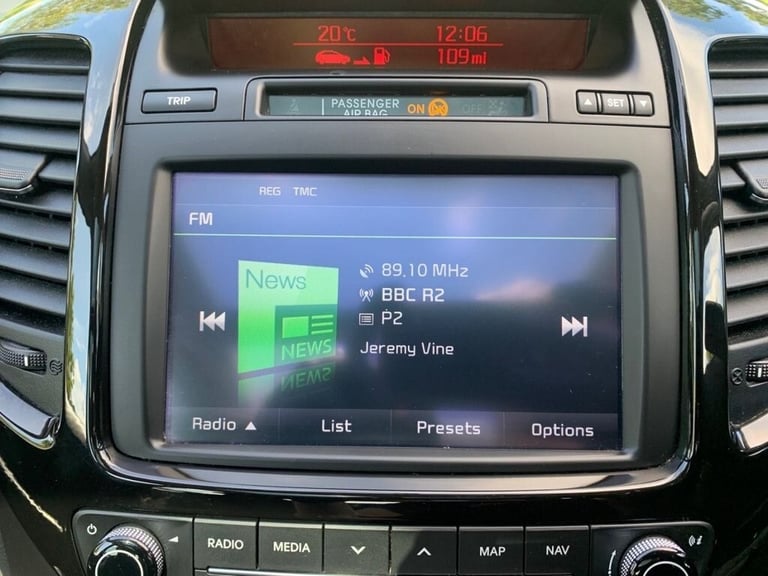 20°C 12:06
109mi
TRIP
PASSENGER
AIR BAG
ON OFF
SET
REG TMC
FM
News
NEWS
89.10 MHz
BBC R2
P2
Jeremy Vine
Radio ▲ List Presets Options
RADIO MEDIA MAP NAV